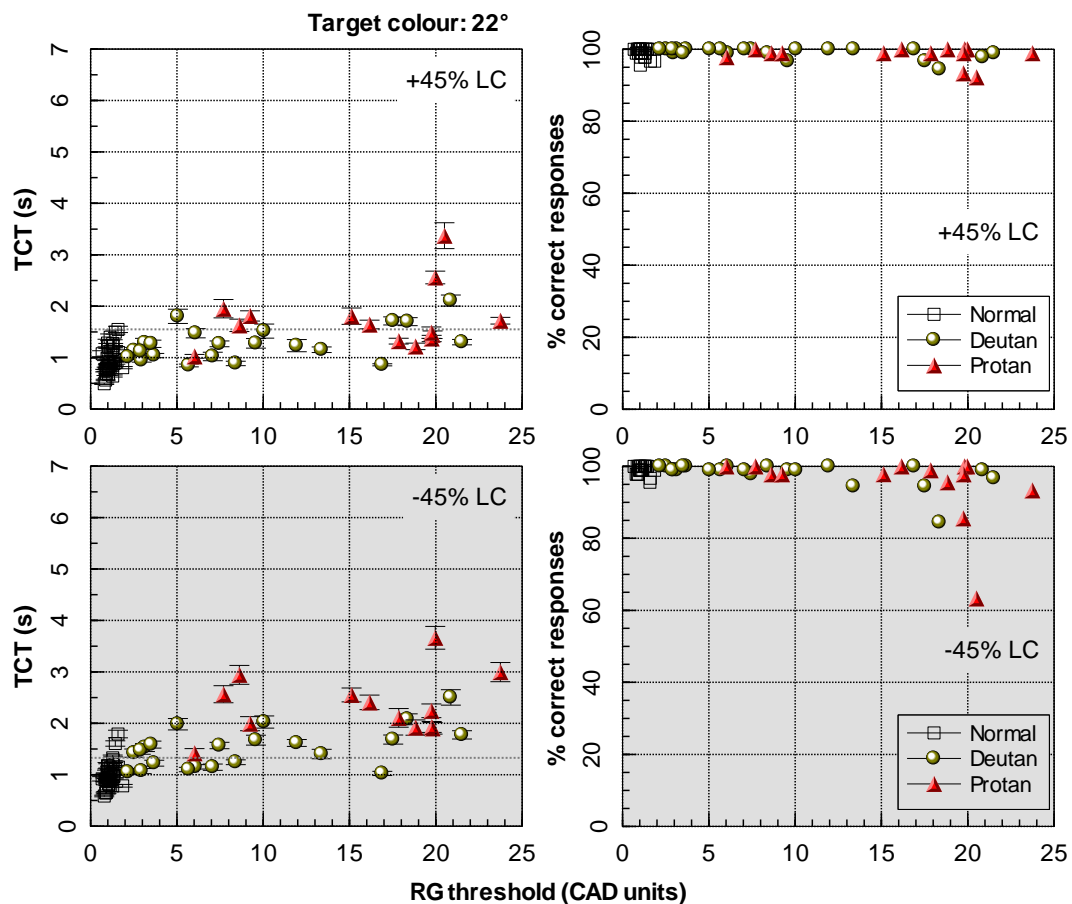 Target colour: 22°
7
6
5
4
3
2
1
0
TCT (s)
+45% LC
0 5 10 15 20 25
100
80
60
40
20
0
% correct responses
+45% LC
Normal
Deutan
Protan
0 5 10 15 20 25
7
6
5
4
3
2
1
0
TCT (s)
-45% LC
0 5 10 15 20 25
100
80
60
40
20
0
% correct responses
-45% LC
Normal
Deutan
Protan
0 5 10 15 20 25
RG threshold (CAD units)